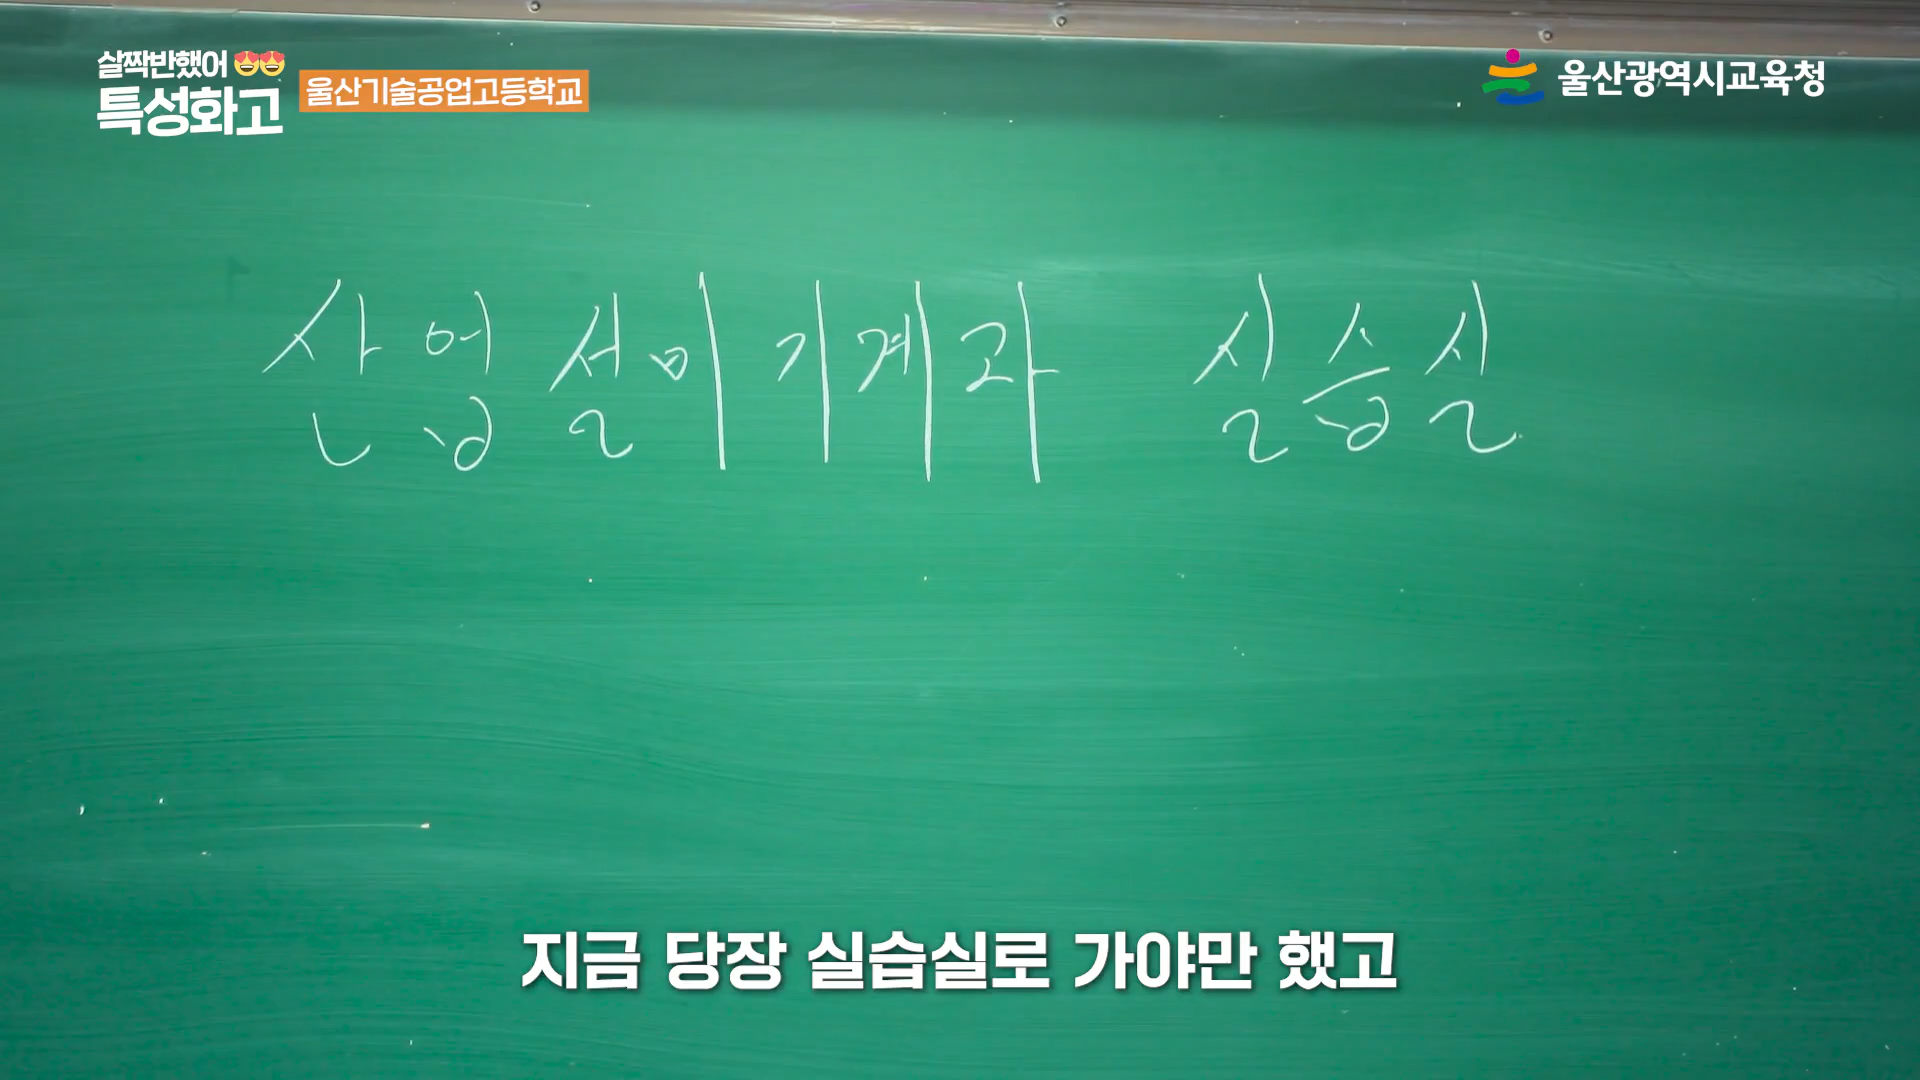 살짝반했어
특성화고
울산기술공업고등학교
울산광역시교육청
산업설비기계과 실습실
지금 당장 실습실로 가야만 했고